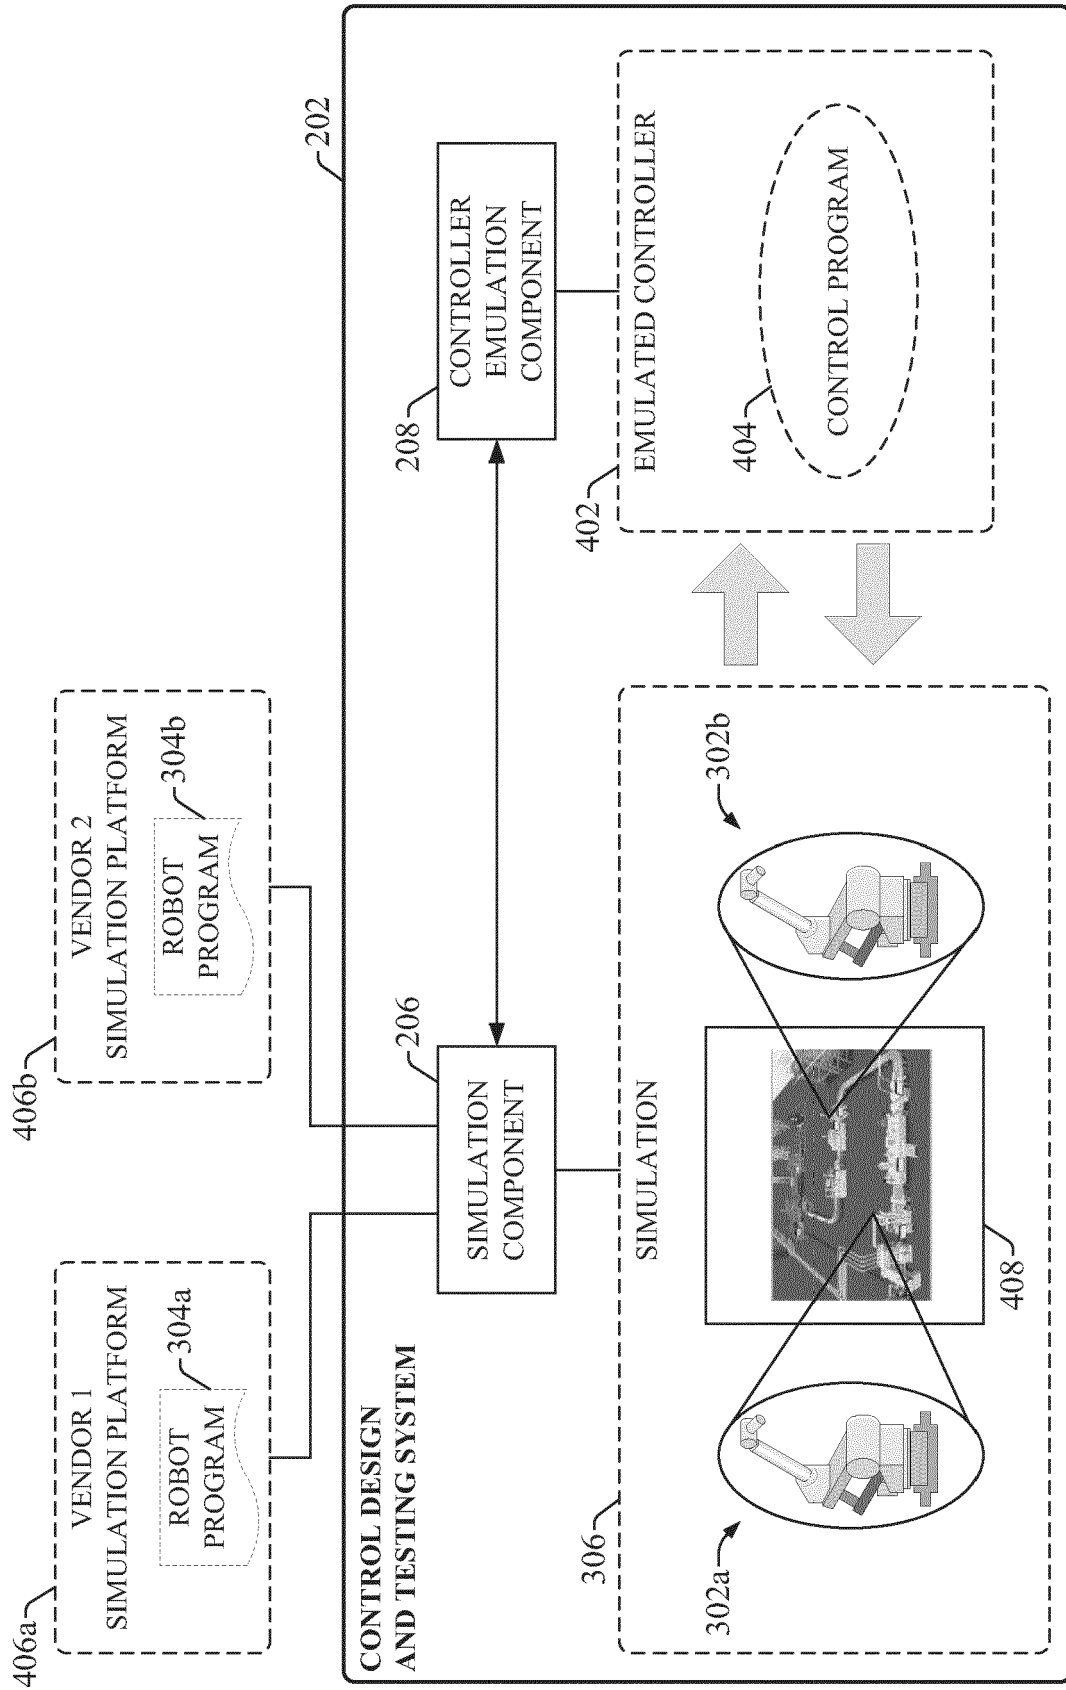 406a
VENDOR 1
SIMULATION PLATFORM
ROBOT
PROGRAM
304a
406b
VENDOR 2
SIMULATION PLATFORM
ROBOT
PROGRAM
304b
202
CONTROL DESIGN
AND TESTING SYSTEM
SIMULATION
COMPONENT
206
208
CONTROLLER
EMULATION
COMPONENT
306
SIMULATION
302a
408
302b
402
EMULATED CONTROLLER
404
CONTROL PROGRAM